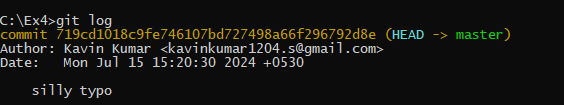 C:\Ex4>git log
commit 719cd1018c9fe746107bd727498a66f296792d8e (HEAD -> master)
Author: Kavin Kumar <kavinkumar1204.s@gmail.com>
Date:   Mon Jul 15 15:20:30 2024 +0530
    silly typo